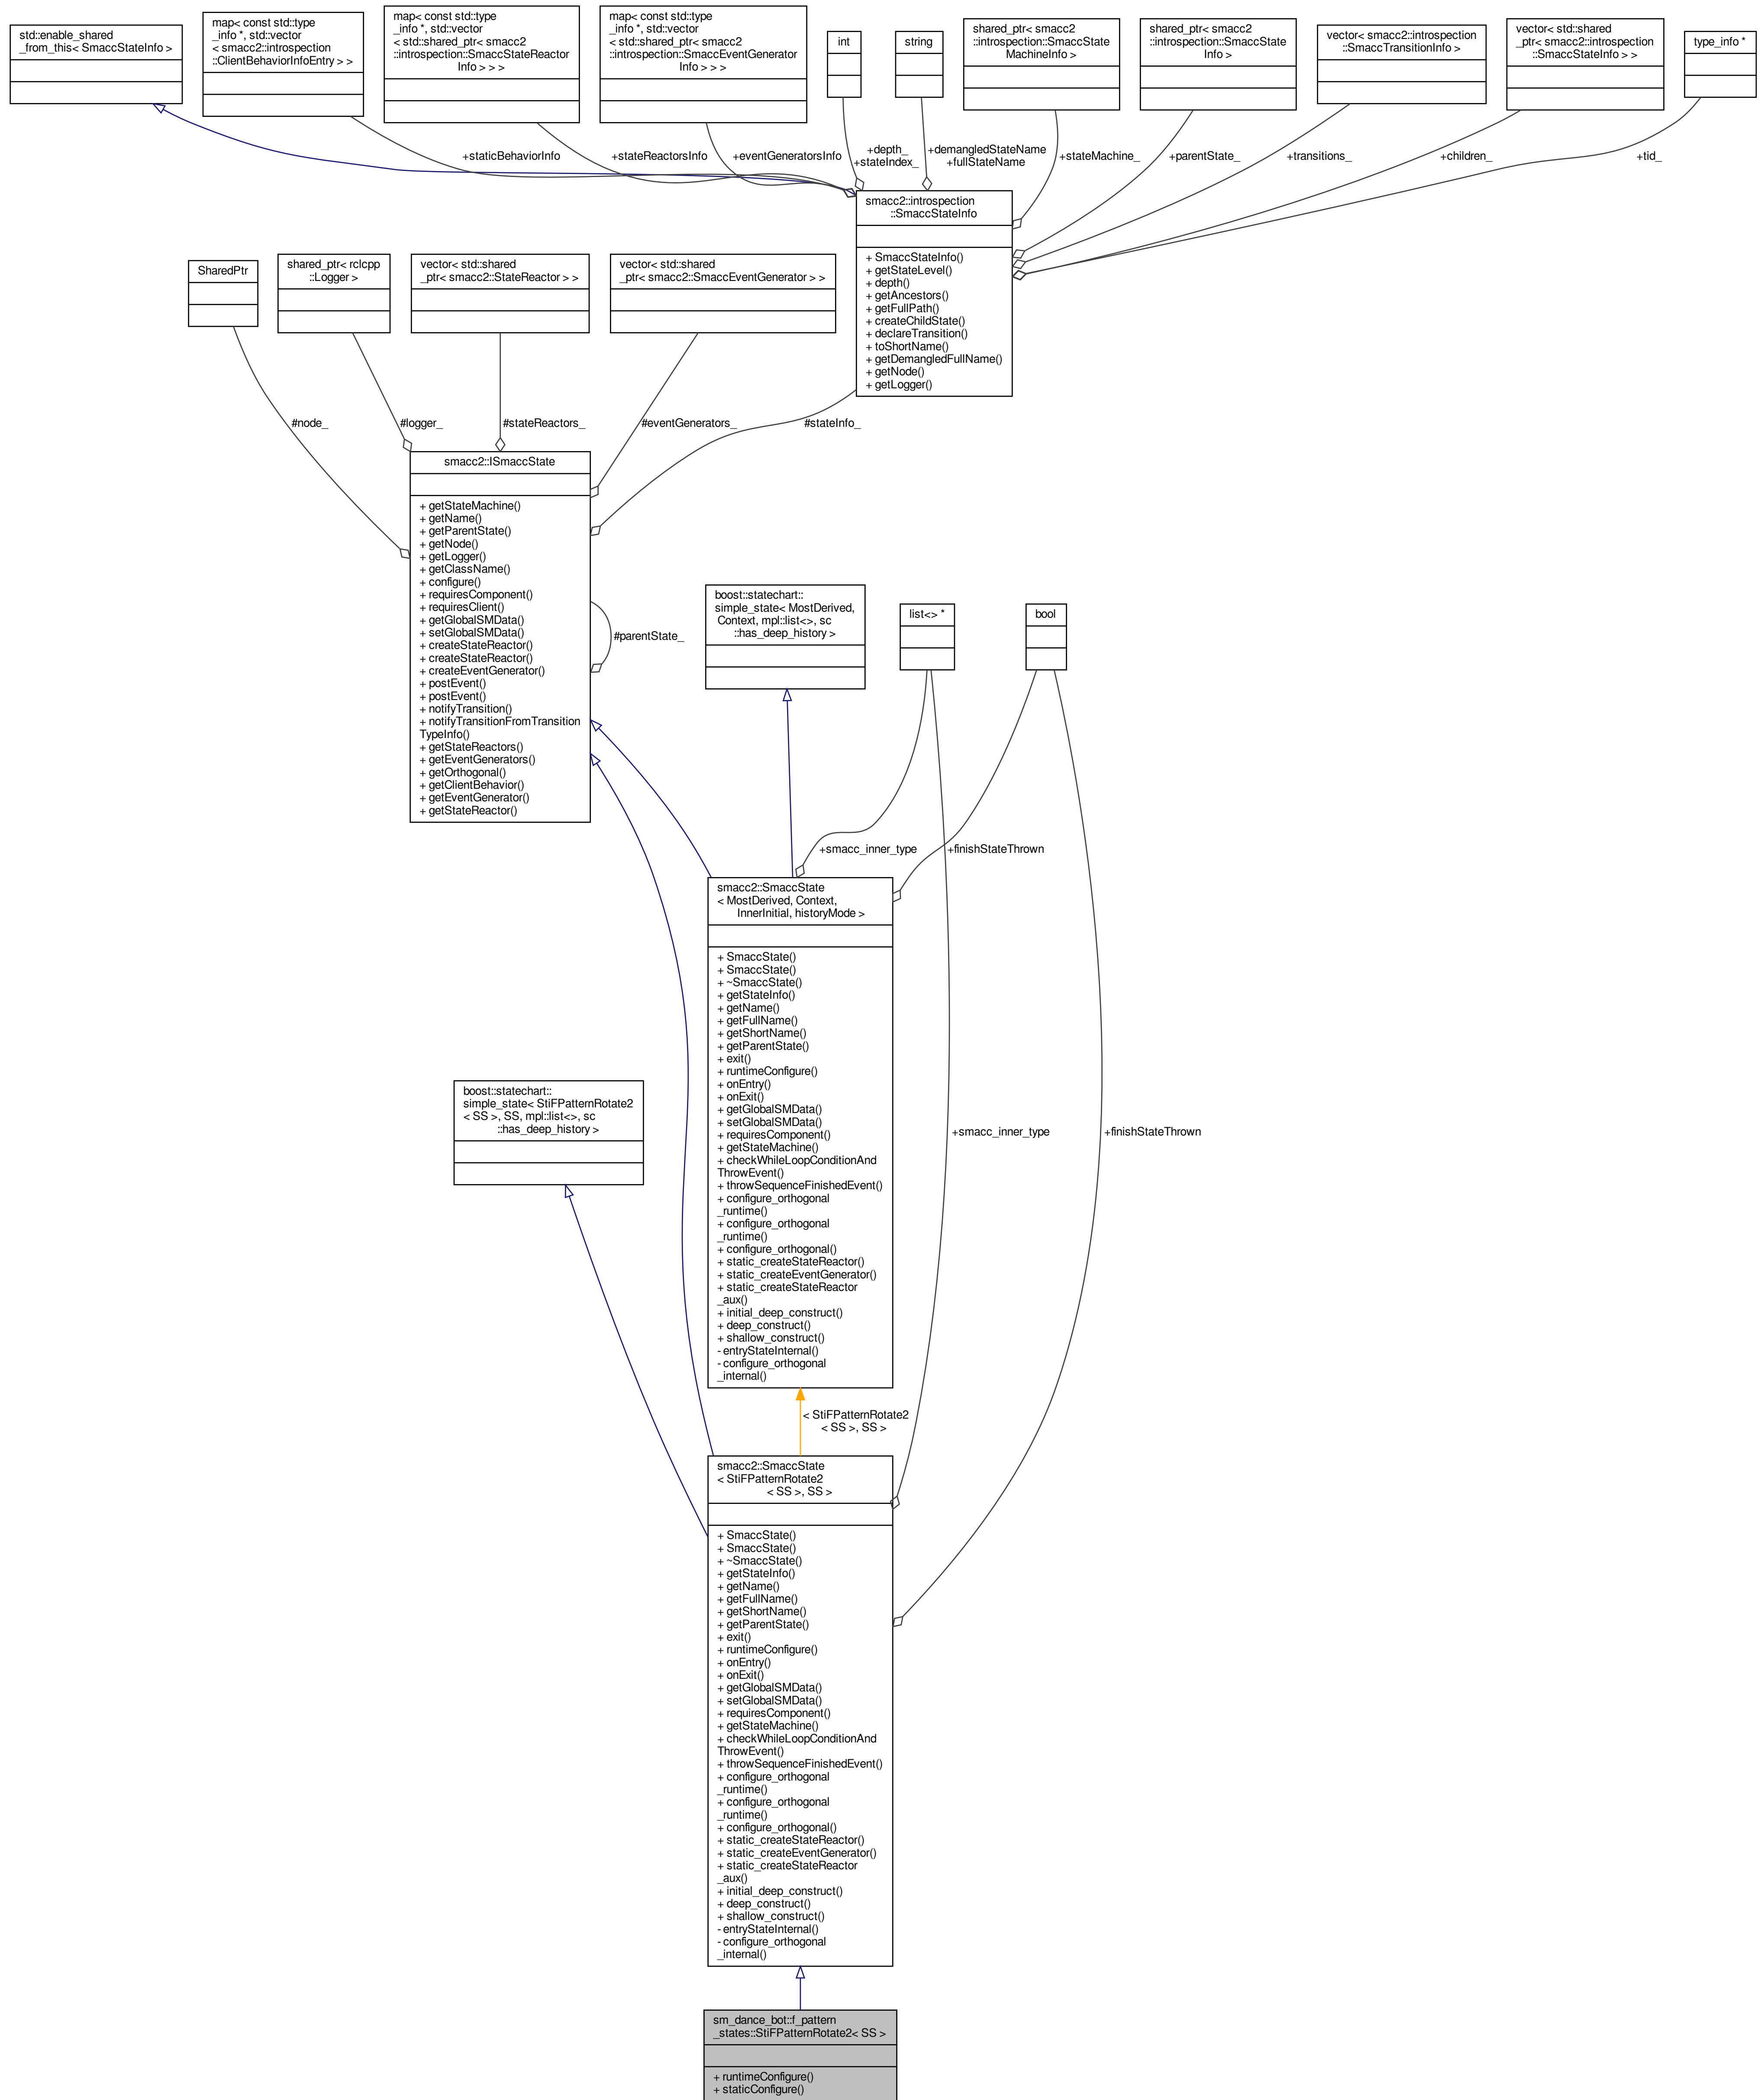 std::enable_shared
_from_this< SmaccStateInfo >
map< const std::type
_info *, std::vector
< smacc2::introspection
::ClientBehaviorInfoEntry > >
map< const std::type
_info *, std::vector
< std::shared_ptr< smacc2
::introspection::SmaccStateReactor
Info > > >
map< const std::type
_info *, std::vector
< std::shared_ptr< smacc2
::introspection::SmaccEventGenerator
Info > > >
int
string
shared_ptr< smacc2
::introspection::SmaccState
MachineInfo >
shared_ptr< smacc2
::introspection::SmaccState
Info >
vector< smacc2::introspection
::SmaccTransitionInfo >
vector< std::shared
_ptr< smacc2::introspection
::SmaccStateInfo > >
type_info *
+staticBehaviorInfo
+stateReactorsInfo
+eventGeneratorsInfo
+depth_
+stateIndex_
+demangledStateName
+fullStateName
+stateMachine_
+parentState_
+transitions_
+children_
+tid_
smacc2::introspection
::SmaccStateInfo
+ SmaccStateInfo()
+ getStateLevel()
+ depth()
+ getAncestors()
+ getFullPath()
+ createChildState()
+ declareTransition()
+ toShortName()
+ getDemangledFullName()
+ getNode()
+ getLogger()
SharedPtr
shared_ptr< rclcpp
::Logger >
vector< std::shared
_ptr< smacc2::StateReactor > >
vector< std::shared
_ptr< smacc2::SmaccEventGenerator > >
#node_
#logger_
#stateReactors_
#eventGenerators_
#stateInfo_
smacc2::ISmaccState
+ getStateMachine()
+ getName()
+ getParentState()
+ getNode()
+ getLogger()
+ getClassName()
+ configure()
+ requiresComponent()
+ requiresClient()
+ getGlobalSMData()
+ setGlobalSMData()
+ createStateReactor()
+ createStateReactor()
+ createEventGenerator()
+ postEvent()
+ postEvent()
+ notifyTransition()
+ notifyTransitionFromTransition
TypeInfo()
+ getStateReactors()
+ getEventGenerators()
+ getOrthogonal()
+ getClientBehavior()
+ getEventGenerator()
+ getStateReactor()
#parentState_
boost::statechart::
simple_state< MostDerived,
Context, mpl::list<>, sc
::has_deep_history >
list<> *
bool
+smacc_inner_type
+finishStateThrown
smacc2::SmaccState
< MostDerived, Context,
InnerInitial, historyMode >
+ SmaccState()
+ SmaccState()
+ ~SmaccState()
+ getStateInfo()
+ getName()
+ getFullName()
+ getShortName()
+ getParentState()
+ exit()
+ runtimeConfigure()
+ onEntry()
+ onExit()
+ getGlobalSMData()
+ setGlobalSMData()
+ requiresComponent()
+ getStateMachine()
+ checkWhileLoopConditionAnd
ThrowEvent()
+ throwSequenceFinishedEvent()
+ configure_orthogonal
_runtime()
+ configure_orthogonal
_runtime()
+ configure_orthogonal()
+ static_createStateReactor()
+ static_createEventGenerator()
+ static_createStateReactor
_aux()
+ initial_deep_construct()
+ deep_construct()
+ shallow_construct()
- entryStateInternal()
- configure_orthogonal
_internal()
boost::statechart::
simple_state< StiFPatternRotate2
< SS >, SS, mpl::list<>, sc
::has_deep_history >
+smacc_inner_type
+finishStateThrown
< StiFPatternRotate2
< SS >, SS >
smacc2::SmaccState
< StiFPatternRotate2
< SS >, SS >
+ SmaccState()
+ SmaccState()
+ ~SmaccState()
+ getStateInfo()
+ getName()
+ getFullName()
+ getShortName()
+ getParentState()
+ exit()
+ runtimeConfigure()
+ onEntry()
+ onExit()
+ getGlobalSMData()
+ setGlobalSMData()
+ requiresComponent()
+ getStateMachine()
+ checkWhileLoopConditionAnd
ThrowEvent()
+ throwSequenceFinishedEvent()
+ configure_orthogonal
_runtime()
+ configure_orthogonal
_runtime()
+ configure_orthogonal()
+ static_createStateReactor()
+ static_createEventGenerator()
+ static_createStateReactor
_aux()
+ initial_deep_construct()
+ deep_construct()
+ shallow_construct()
- entryStateInternal()
- configure_orthogonal
_internal()
sm_dance_bot::f_pattern
_states::StiFPatternRotate2< SS >
+ runtimeConfigure()
+ staticConfigure()